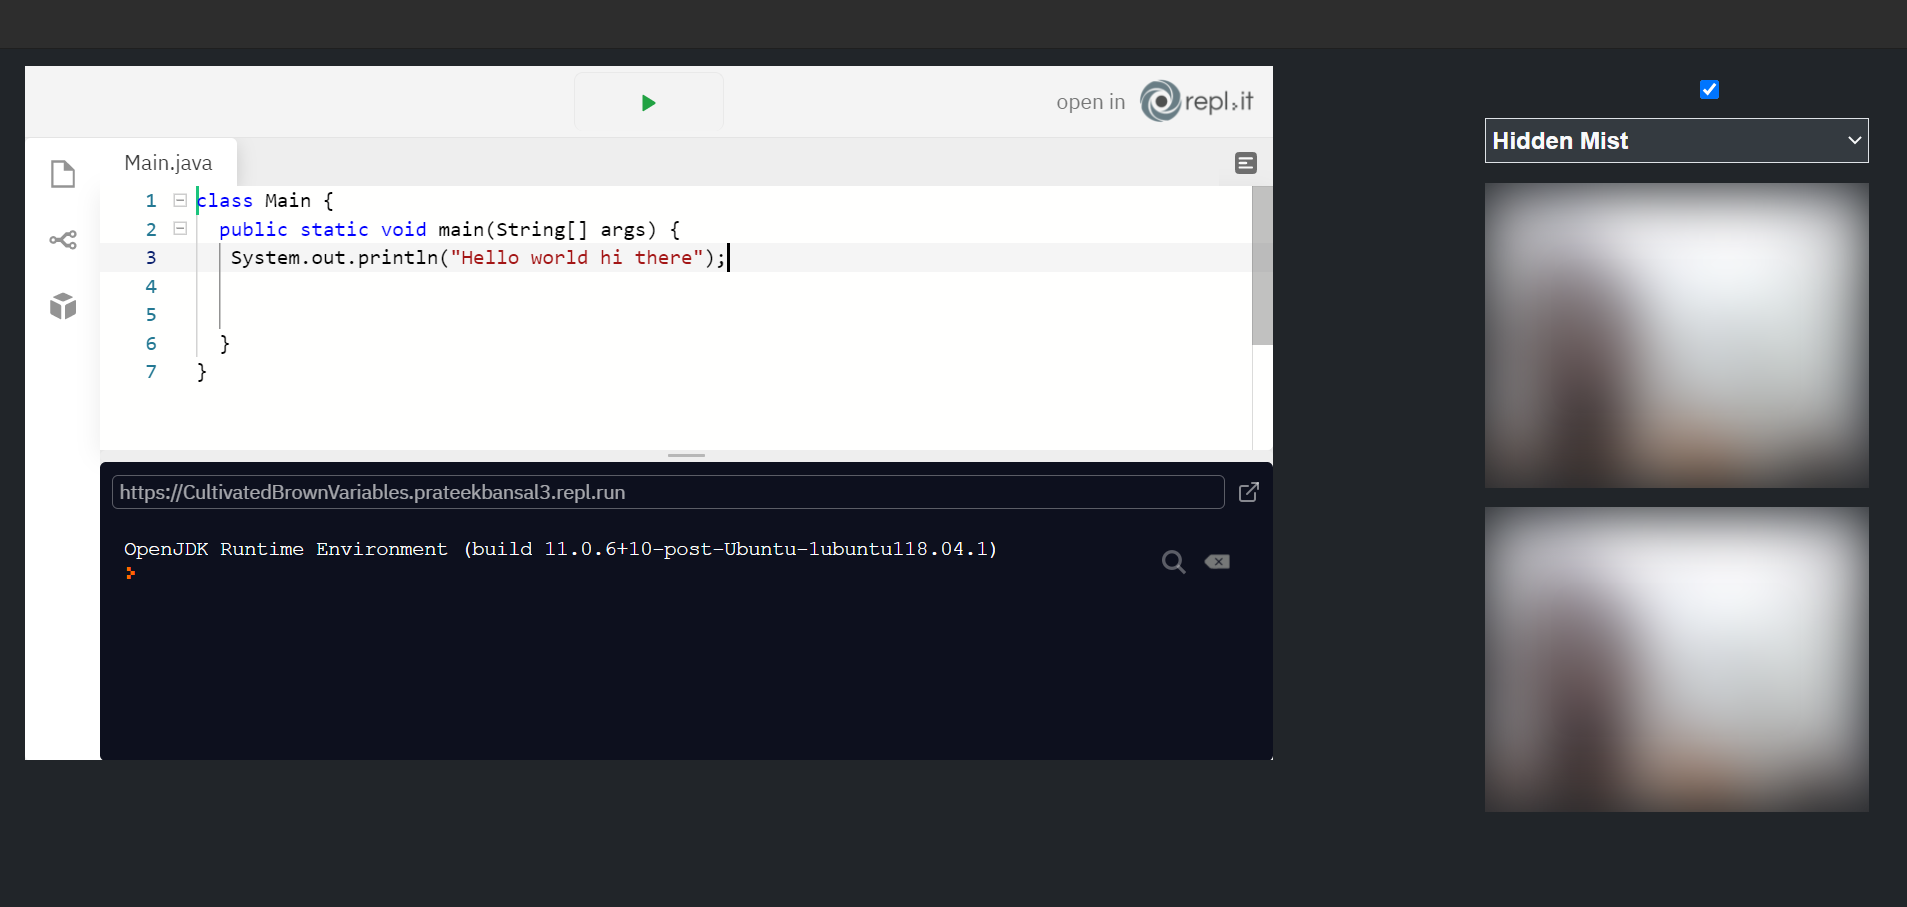 open in repl.it
Main.java
1 class Main {
2 public static void main(String[] args) {
3 System.out.println("Hello world hi there");
4
5
6 }
7 }
https://CultivatedBrownVariables.prateekbansal3.repl.run
OpenJDK Runtime Environment (build 11.0.6+10-post-Ubuntu-1ubuntu118.04.1)
Hidden Mist